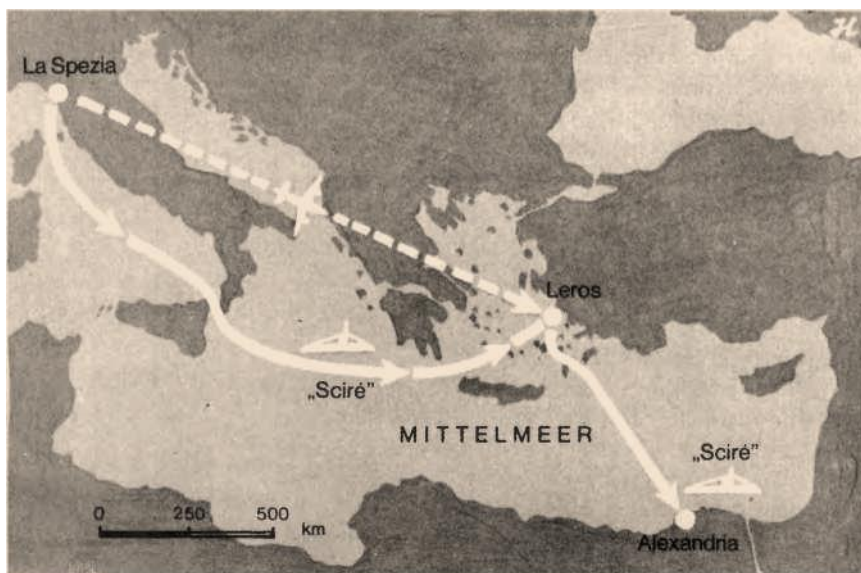 La Spezia
Leros
„Sciré”
MITTELMEER
„Sciré”
0 250 500
km
Alexandria